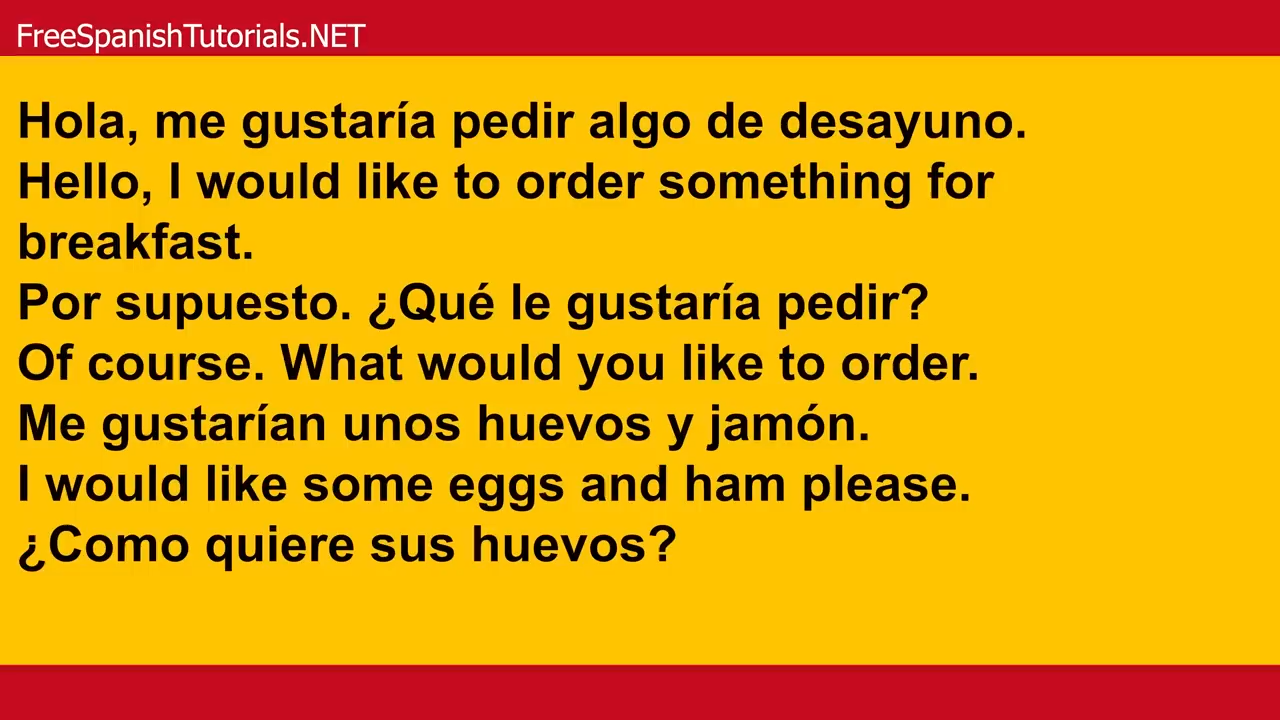 FreeSpanishTutorials.NET
Hola, me gustaría pedir algo de desayuno.
Hello, I would like to order something for
breakfast.
Por supuesto. ¿Qué le gustaría pedir?
Of course. What would you like to order.
Me gustarían unos huevos y jamón.
I would like some eggs and ham please.
¿Como quiere sus huevos?